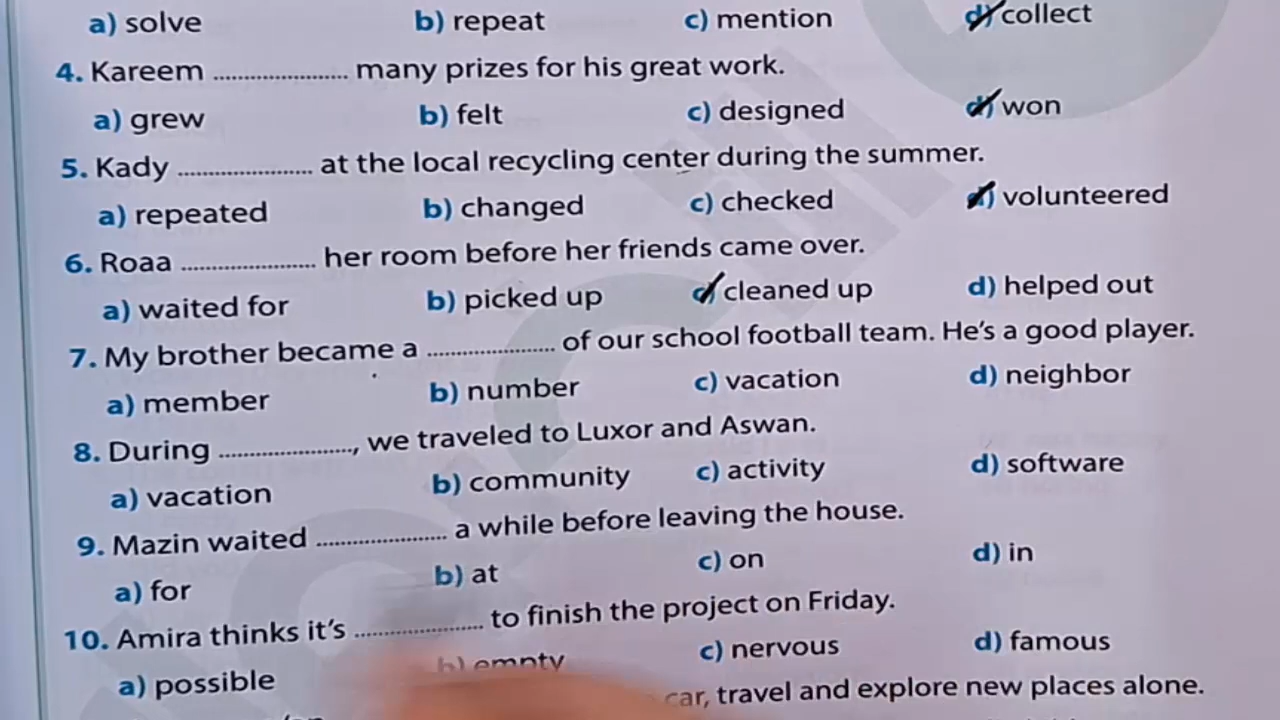 a) solve b) repeat c) mention d) collect
4. Kareem ...................... many prizes for his great work.
a) grew b) felt c) designed d) won
5. Kady ...................... at the local recycling center during the summer.
a) repeated b) changed c) checked d) volunteered
6. Roaa ...................... her room before her friends came over.
a) waited for b) picked up c) cleaned up d) helped out
7. My brother became a ...................... of our school football team. He's a good player.
a) member b) number c) vacation d) neighbor
8. During ......................, we traveled to Luxor and Aswan.
a) vacation b) community c) activity d) software
9. Mazin waited ...................... a while before leaving the house.
a) for b) at c) on d) in
10. Amira thinks it's ...................... to finish the project on Friday.
a) possible b) empty c) nervous d) famous
car, travel and explore new places alone.